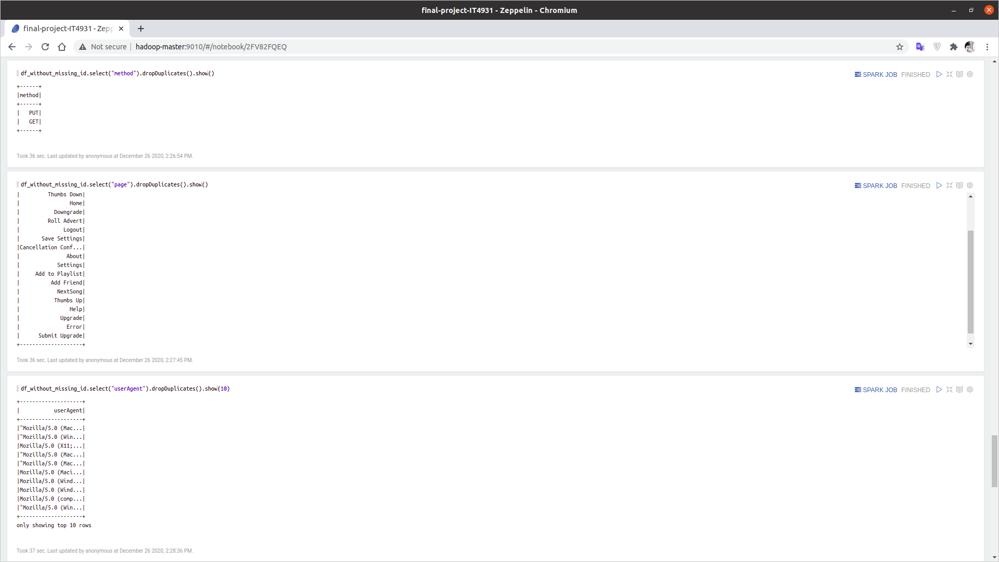 final-project-IT4931 - Zeppelin - Chromium
final-project-IT4931 - Zepp
Not secure
hadoop-master:9010/#/notebook/2FV82FQEQ
df_without_missing_id.select("method").dropDuplicates().show()
SPARK JOB FINISHED
+------+
|method|
+------+
|   PUT|
|   GET|
+------+
Took 36 sec. Last updated by anonymous at December 26 2020, 2:26:54 PM.
df_without_missing_id.select("page").dropDuplicates().show()
SPARK JOB FINISHED
|         Thumbs Down|
|                Home|
|           Downgrade|
|         Roll Advert|
|              Logout|
|       Save Settings|
|Cancellation Conf...|
|               About|
|            Settings|
|     Add to Playlist|
|          Add Friend|
|            NextSong|
|           Thumbs Up|
|                Help|
|             Upgrade|
|               Error|
|      Submit Upgrade|
+--------------------+
Took 36 sec. Last updated by anonymous at December 26 2020, 2:27:45 PM.
df_without_missing_id.select("userAgent").dropDuplicates().show(10)
SPARK JOB FINISHED
+--------------------+
|           userAgent|
+--------------------+
|"Mozilla/5.0 (Mac...|
|"Mozilla/5.0 (Win...|
|Mozilla/5.0 (X11;...|
|"Mozilla/5.0 (Mac...|
|"Mozilla/5.0 (Mac...|
|Mozilla/5.0 (Maci...|
|Mozilla/5.0 (Wind...|
|Mozilla/5.0 (Wind...|
|Mozilla/5.0 (comp...|
|"Mozilla/5.0 (Win...|
+--------------------+
only showing top 10 rows
Took 37 sec. Last updated by anonymous at December 26 2020, 2:28:36 PM.